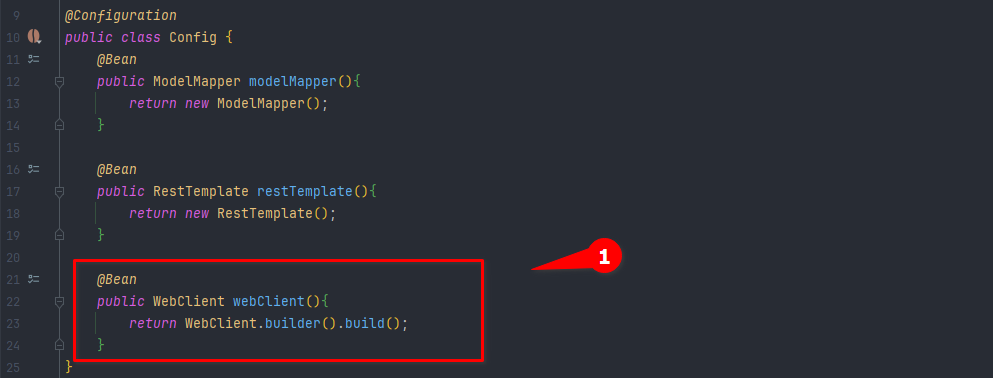 9 @Configuration
10 public class Config {
11 @Bean
12 public ModelMapper modelMapper(){
13 return new ModelMapper();
14 }
15
16 @Bean
17 public RestTemplate restTemplate(){
18 return new RestTemplate();
19 }
20
21 @Bean
22 public WebClient webClient(){
23 return WebClient.builder().build();
24 }
25 }
1